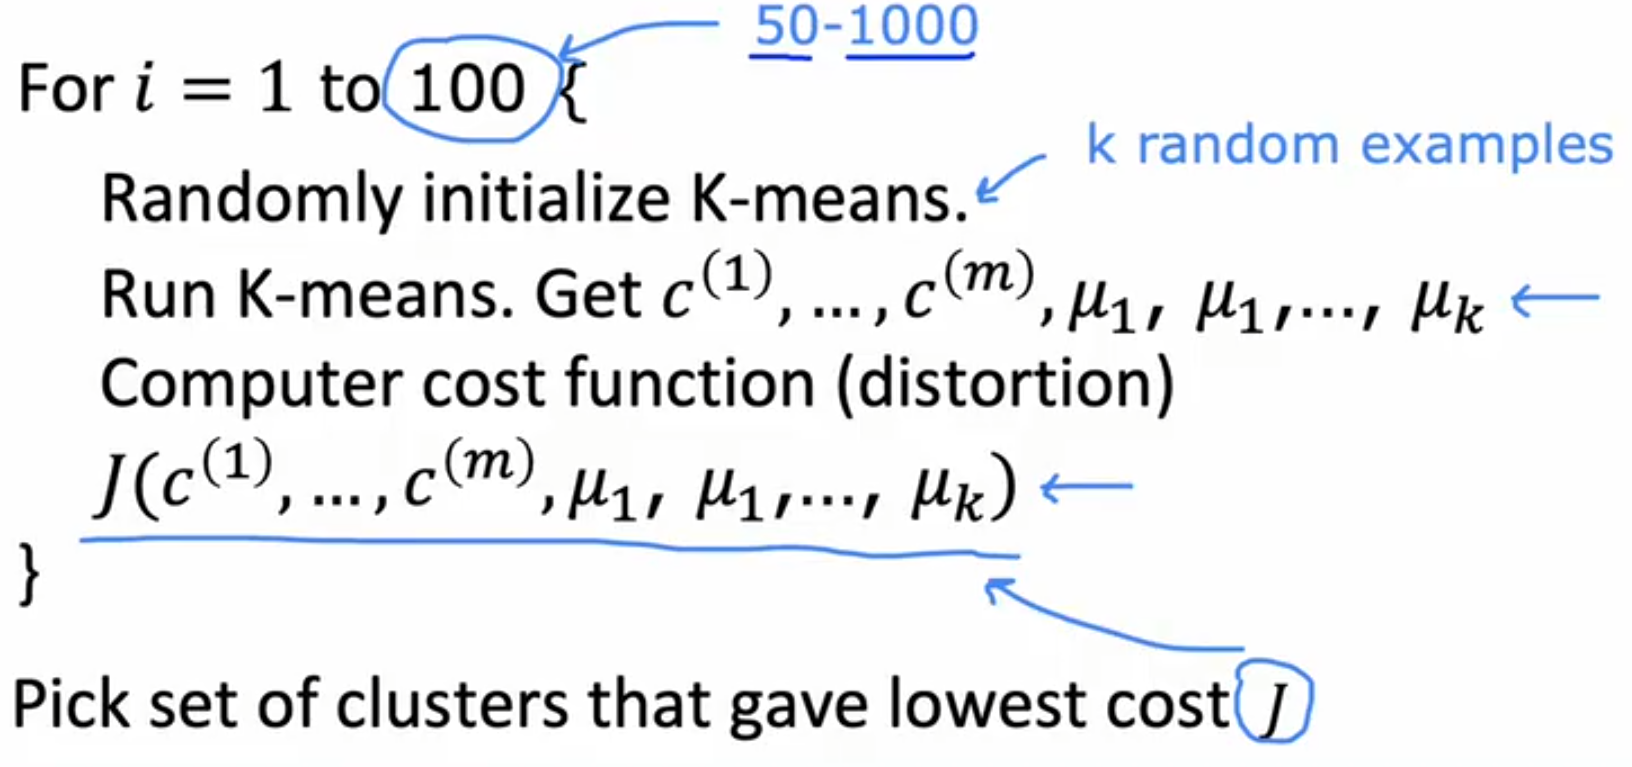 50-1000
For i = 1 to 100 {
k random examples
Randomly initialize K-means.
Run K-means. Get c^(1), ..., c^(m), μ₁, μ₁,..., μₖ
Computer cost function (distortion)
J(c^(1), ..., c^(m), μ₁, μ₁,..., μₖ)
}
Pick set of clusters that gave lowest cost J